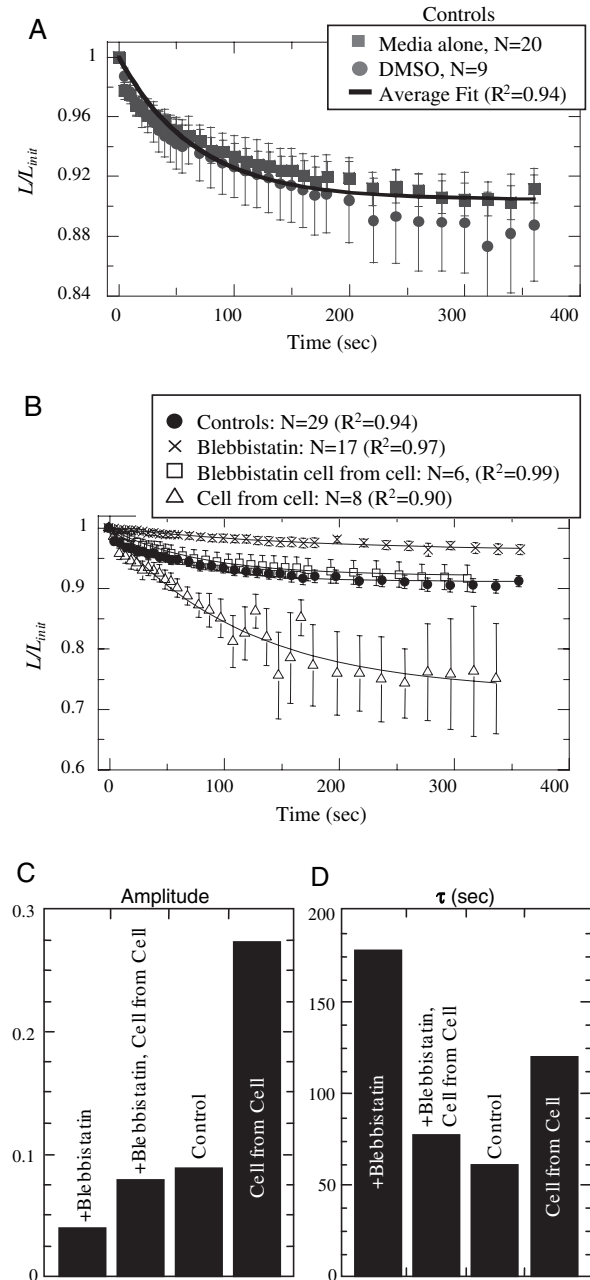 A
Controls
Media alone, N=20
DMSO, N=9
Average Fit (R²=0.94)
L/Linit
1
0.96
0.92
0.88
0.84
0
100
200
300
400
Time (sec)
B
Controls: N=29 (R²=0.94)
Blebbistatin: N=17 (R²=0.97)
Blebbistatin cell from cell: N=6, (R²=0.99)
Cell from cell: N=8 (R²=0.90)
L/Linit
1
0.9
0.8
0.7
0.6
0
100
200
300
400
Time (sec)
C
Amplitude
0.3
0.2
0.1
0
+Blebbistatin
+Blebbistatin, Cell from Cell
Control
Cell from Cell
D
τ (sec)
200
150
100
50
0
+Blebbistatin
+Blebbistatin,
Cell from Cell
Control
Cell from Cell